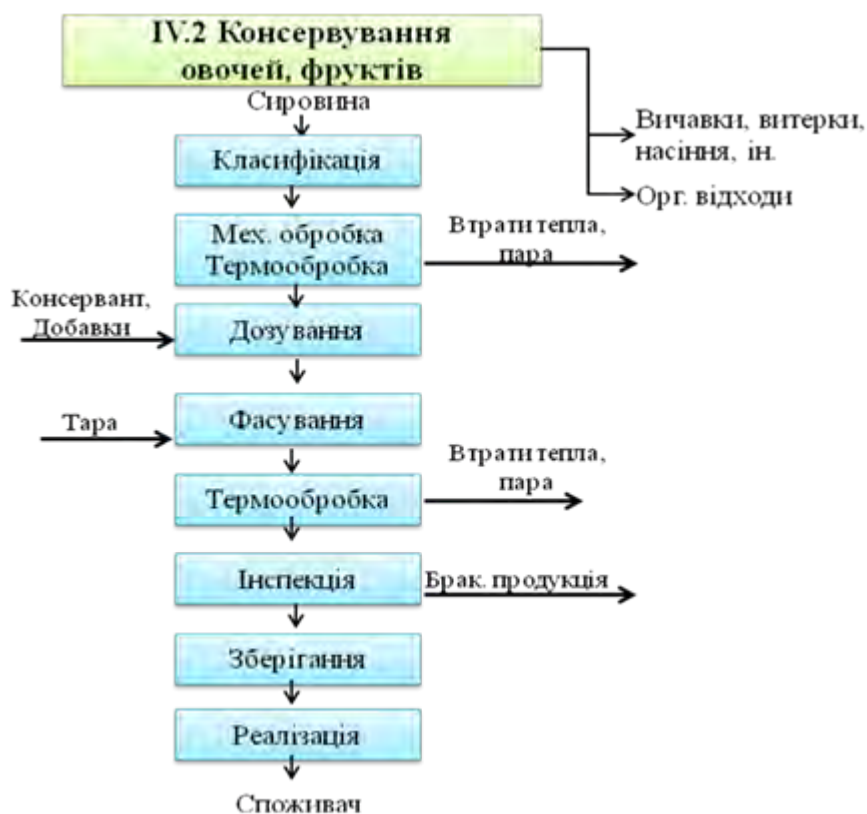 IV.2 Консервування
овочей, фруктів
Сировина
Вичавки, витерки,
насіння, ін.
Класифікація
Орг. відходи
Мех. обробка
Термообробка
Втрати тепла,
пара
Консервант,
Добавки
Дозування
Тара
Фасування
Втрати тепла,
пара
Термообробка
Інспекція
Брак. продукція
Зберігання
Реалізація
Споживач